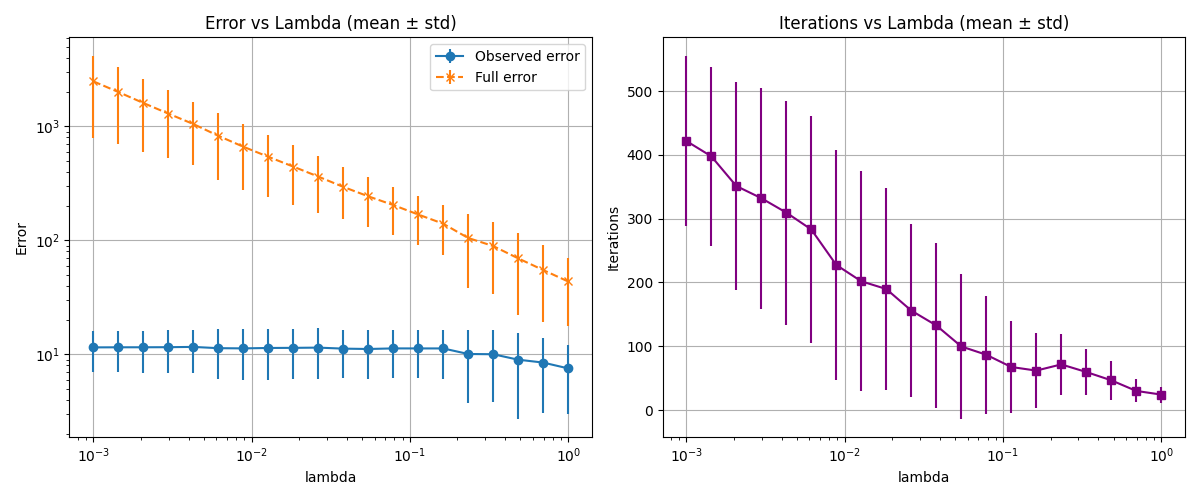 Error vs Lambda (mean ± std)
Observed error
Full error
Error
10³
10²
10¹
10⁻³
10⁻²
10⁻¹
10⁰
lambda
Iterations vs Lambda (mean ± std)
Iterations
500
400
300
200
100
0
10⁻³
10⁻²
10⁻¹
10⁰
lambda